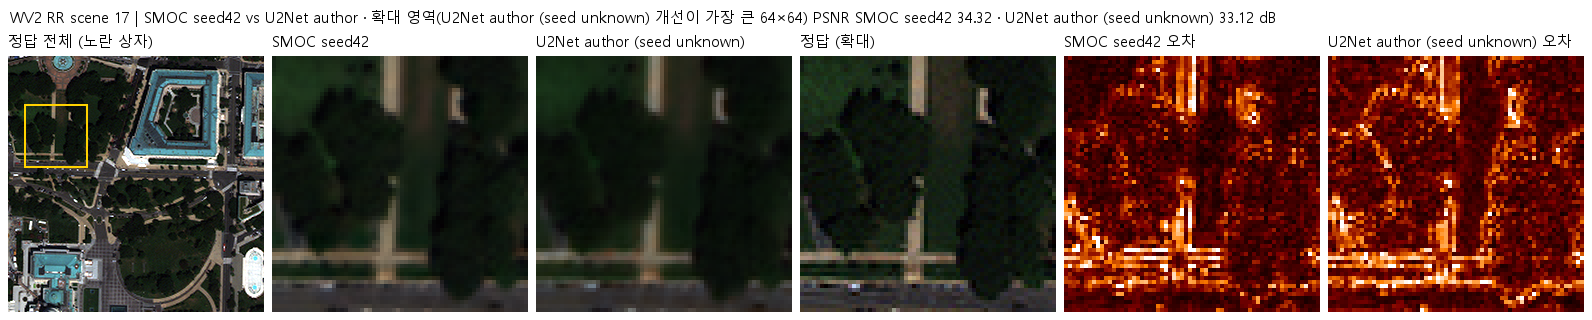 WV2 RR scene 17 | SMOC seed42 vs U2Net author · 확대 영역(U2Net author (seed unknown) 개선이 가장 큰 64×64) PSNR SMOC seed42 34.32 · U2Net author (seed unknown) 33.12 dB
정답 전체 (노란 상자)
SMOC seed42
U2Net author (seed unknown)
정답 (확대)
SMOC seed42 오차
U2Net author (seed unknown) 오차